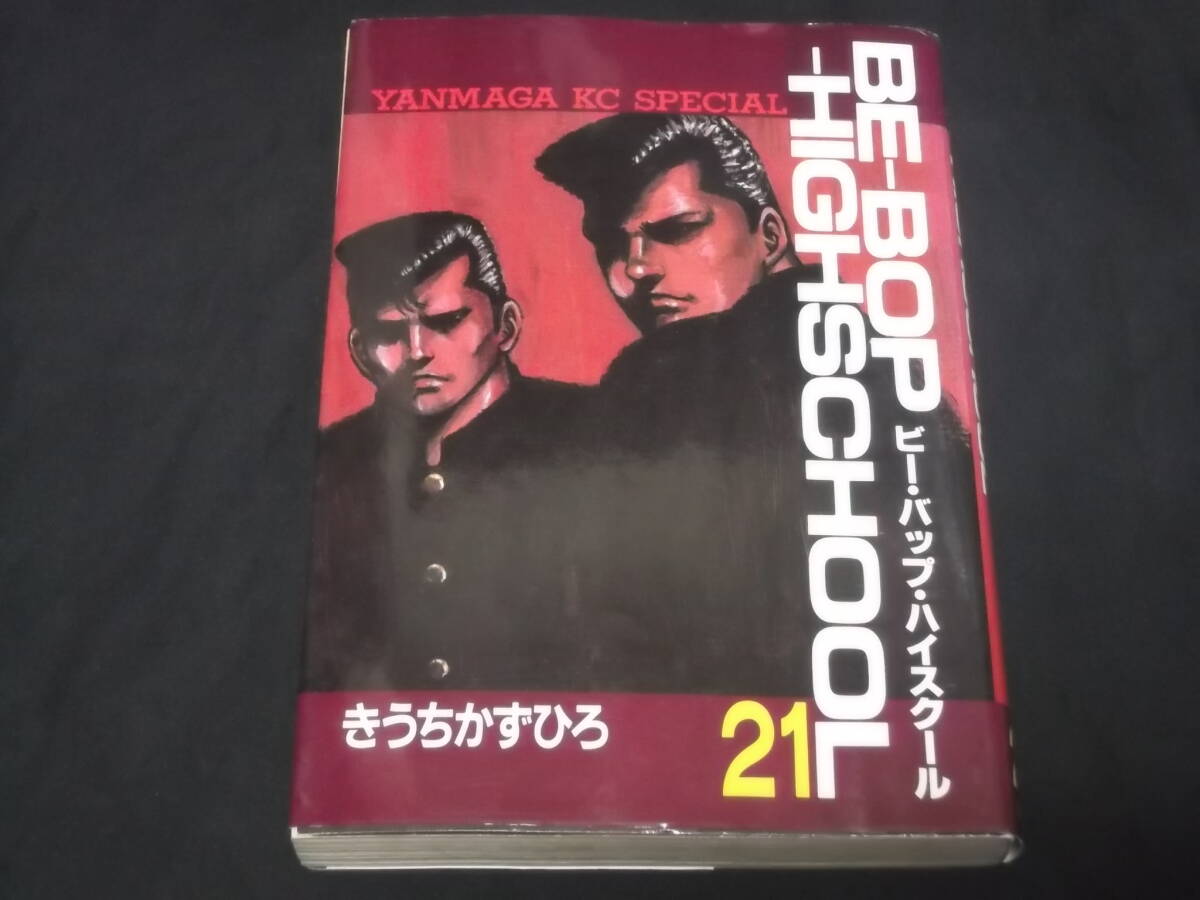 YANMAGA KC SPECIAL
BE-BOP
-HIGHSCHOOL
ビー・バップ・ハイスクール
21
きうちかずひろ